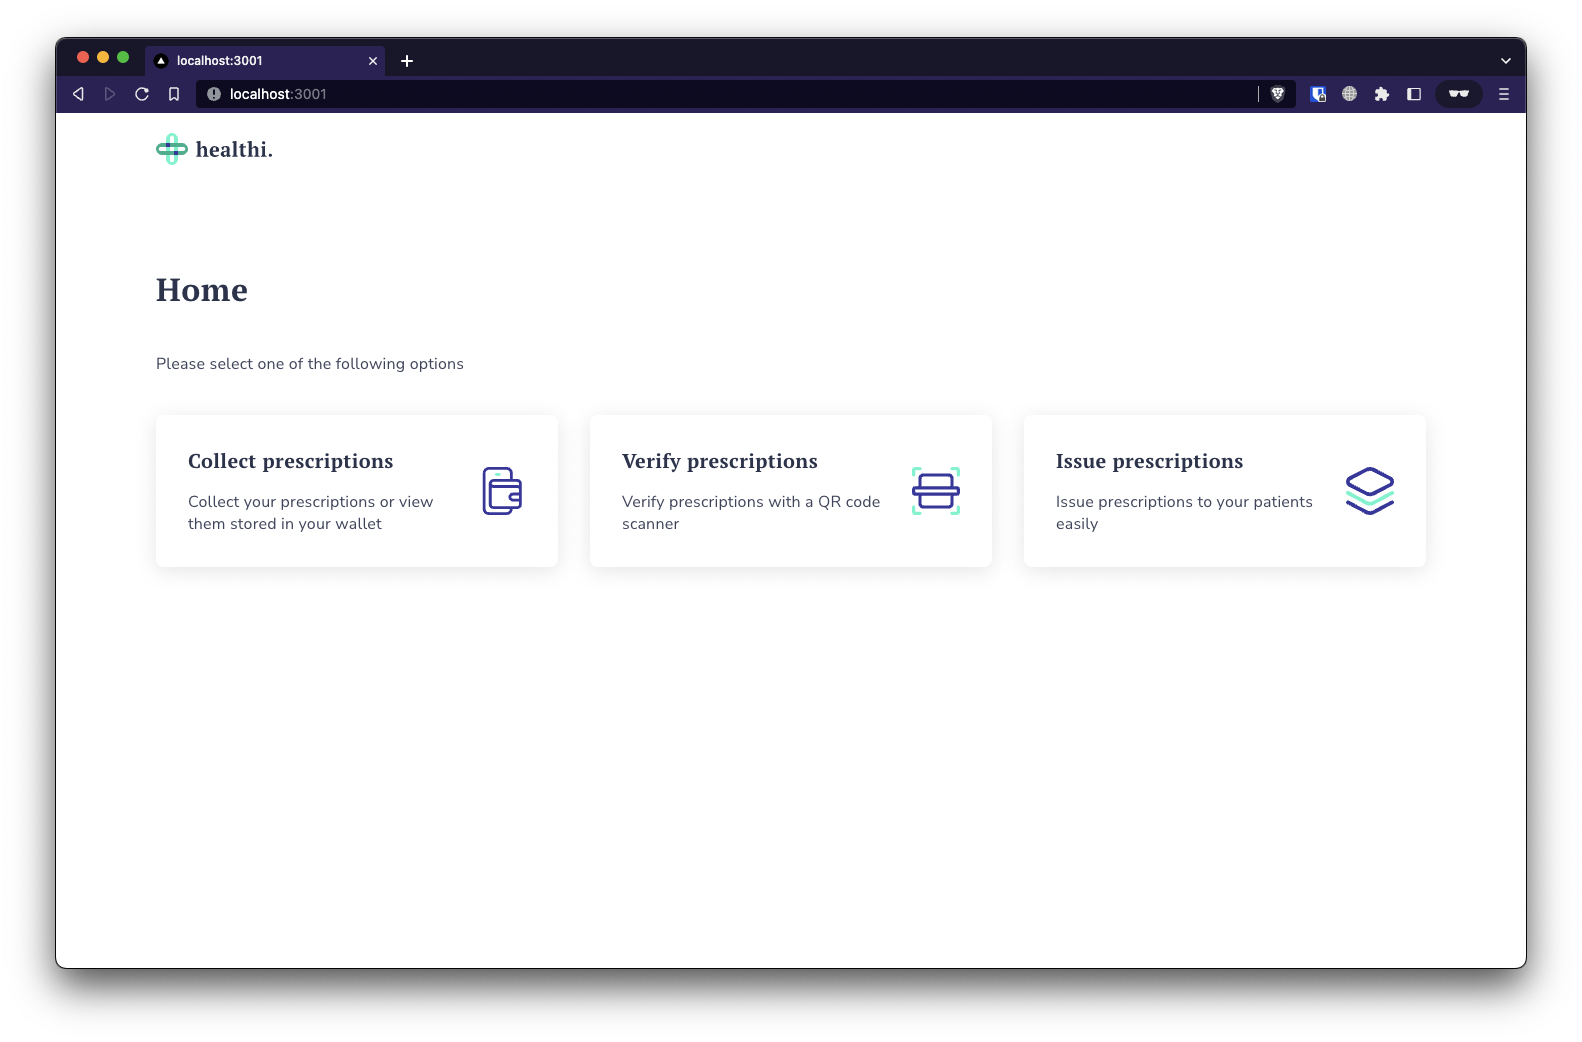 localhost:3001
localhost:3001
healthi.
Home
Please select one of the following options
Collect prescriptions
Collect your prescriptions or view
them stored in your wallet
Verify prescriptions
Verify prescriptions with a QR code
scanner
Issue prescriptions
Issue prescriptions to your patients
easily